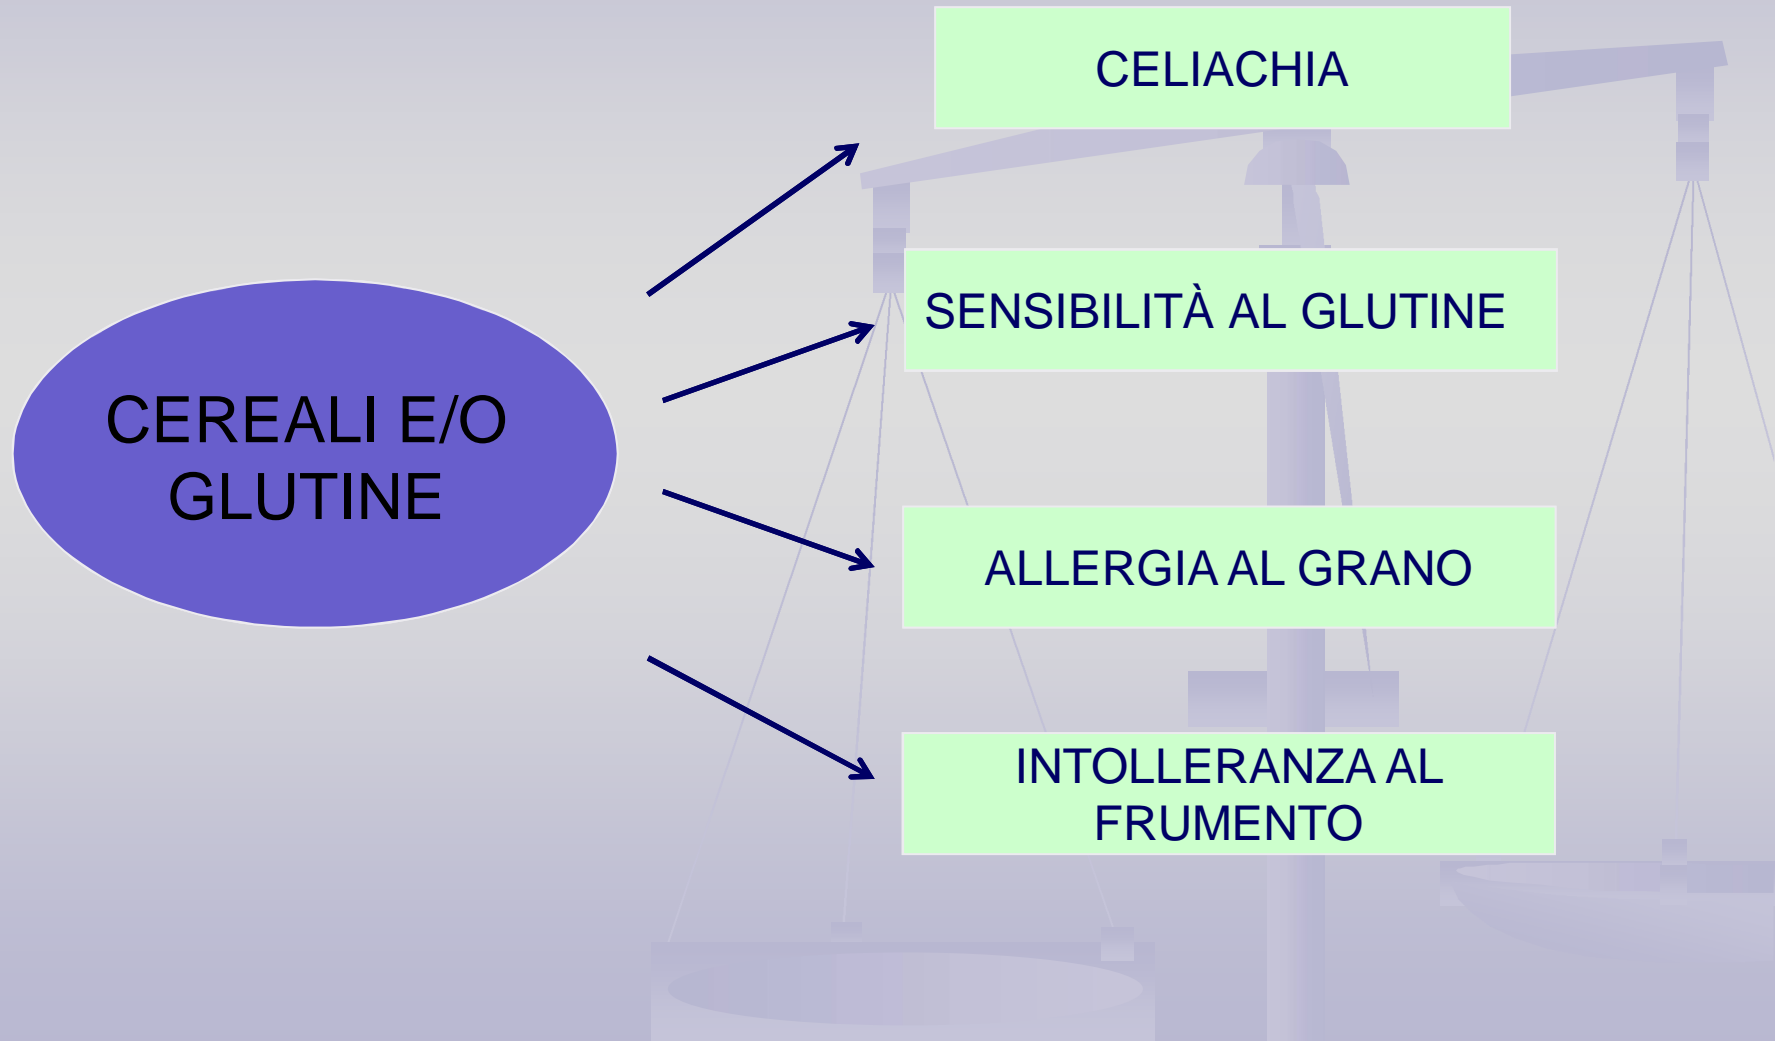 CELIACHIA
SENSIBILITÀ AL GLUTINE
CEREALI E/O
GLUTINE
ALLERGIA AL GRANO
INTOLLERANZA AL
FRUMENTO